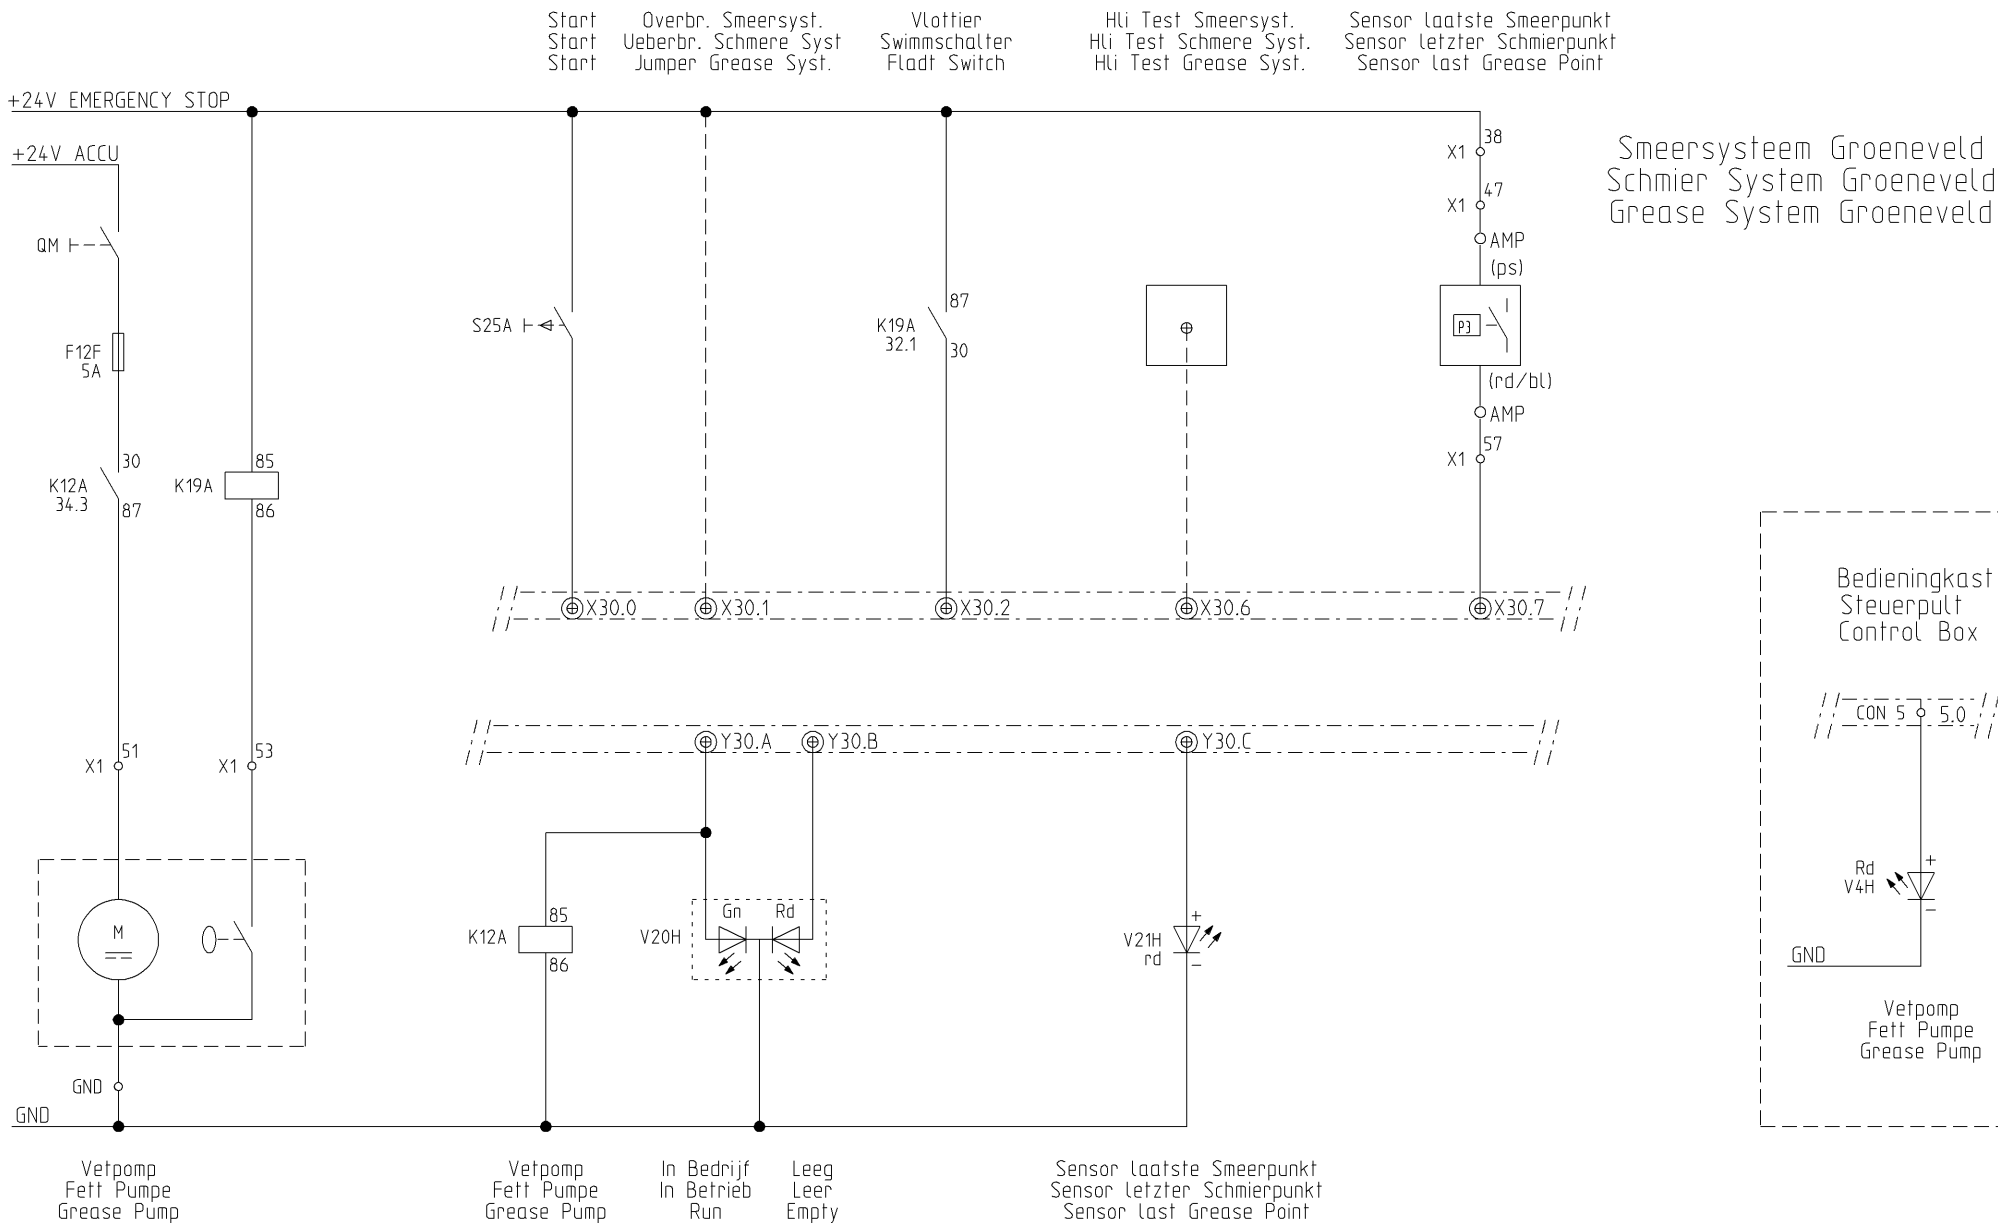 Start
Start
Start
Overbr. Smeersyst.
Ueberbr. Schmere Syst
Jumper Grease Syst.
Vlottier
Swimmschalter
Fladt Switch
Hli Test Smeersyst.
Hli Test Schmere Syst.
Hli Test Grease Syst.
Sensor laatste Smeerpunkt
Sensor letzter Schmierpunkt
Sensor last Grease Point
+24V EMERGENCY STOP
+24V ACCU
Smeersysteem Groeneveld
Schmier System Groeneveld
Grease System Groeneveld
38
X1
47
X1
AMP
(ps)
P3
(rd/bl)
AMP
57
X1
QM
F12F
5A
30
K12A
34.3
87
85
K19A
86
S25A
87
K19A
32.1
30
X30.0
X30.1
X30.2
X30.6
X30.7
Bedieningkast
Steuerpult
Control Box
CON 5
5.0
51
X1
53
X1
Y30.A
Y30.B
Y30.C
M
85
K12A
86
Gn
Rd
V20H
+
V21H
rd
-
+
Rd
V4H
-
GND
Vetpomp
Fett Pumpe
Grease Pump
GND
GND
Vetpomp
Fett Pumpe
Grease Pump
Vetpomp
Fett Pumpe
Grease Pump
In Bedrijf
In Betrieb
Run
Leeg
Leer
Empty
Sensor laatste Smeerpunkt
Sensor letzter Schmierpunkt
Sensor last Grease Point